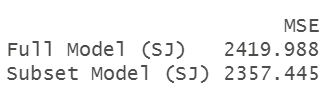 MSE
Full Model (SJ) 2419.988
Subset Model (SJ) 2357.445